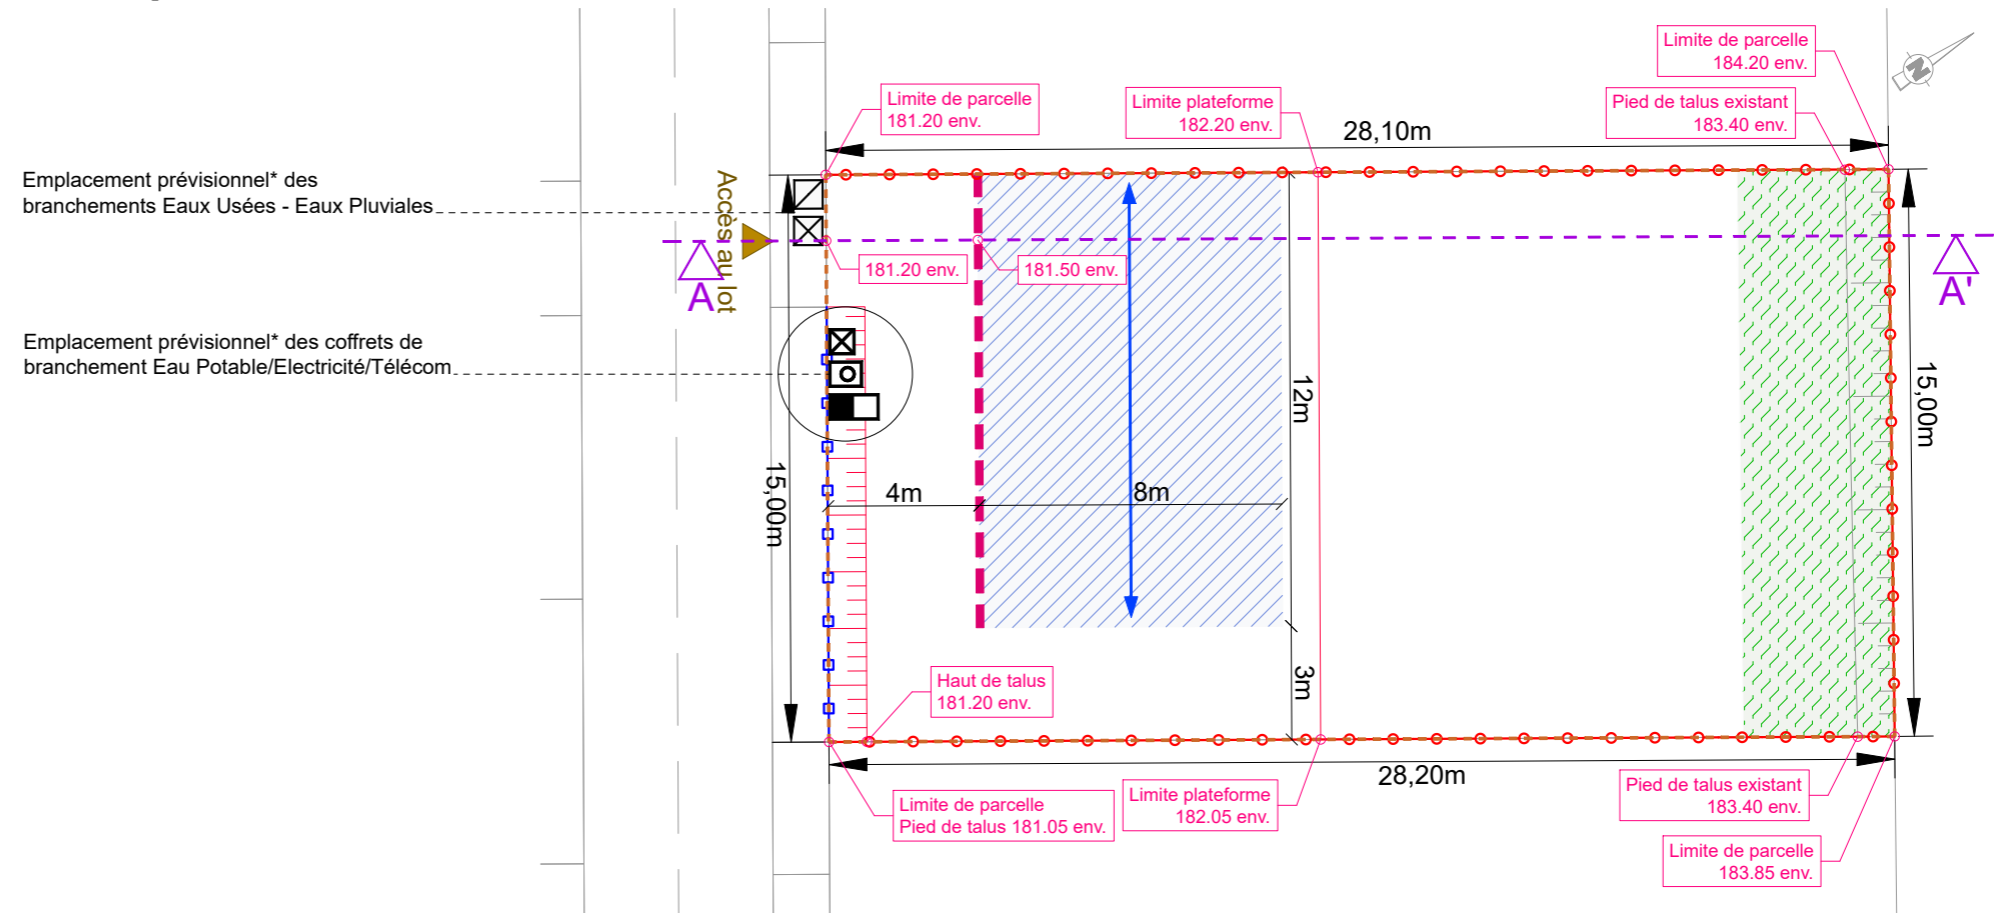 Limite de parcelle
184.20 env.
Limite de parcelle
181.20 env.
Limite plateforme
182.20 env.
Pied de talus existant
183.40 env.
N
28,10m
Emplacement prévisionnel* des
branchements Eaux Usées - Eaux Pluviales
Accès au lot
A
A'
181.20 env.
181.50 env.
Emplacement prévisionnel* des coffrets de
branchement Eau Potable/Electricité/Télécom
12m
15,00m
15,00m
4m
8m
3m
Haut de talus
181.20 env.
28,20m
Limite de parcelle
Pied de talus 181.05 env.
Limite plateforme
182.05 env.
Pied de talus existant
183.40 env.
Limite de parcelle
183.85 env.